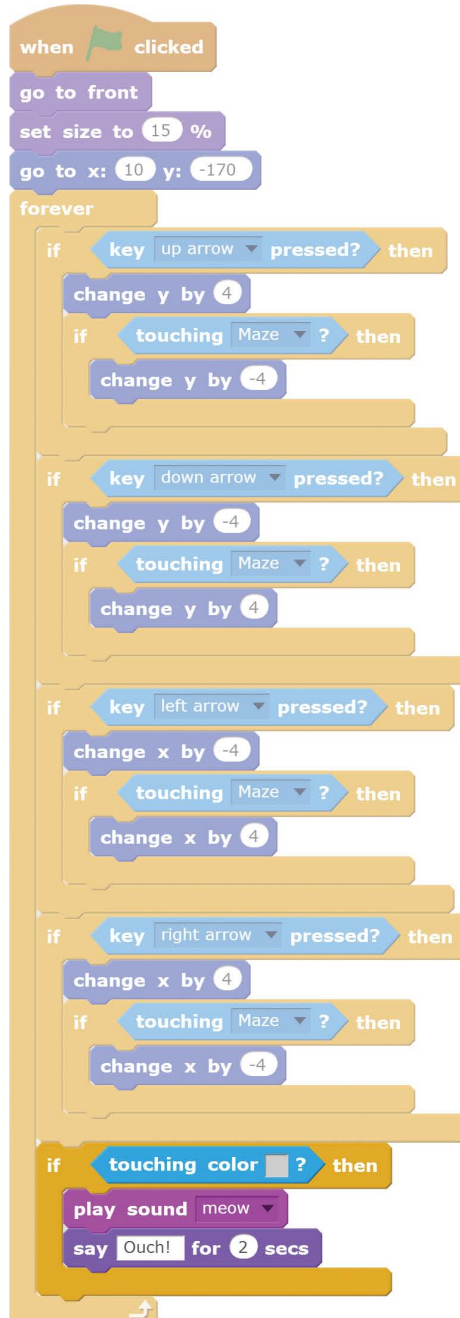 when clicked
go to front
set size to 15 %
go to x: 10 y: -170
forever
if key up arrow pressed? then
change y by 4
if touching Maze ? then
change y by -4
if key down arrow pressed? then
change y by -4
if touching Maze ? then
change y by 4
if key left arrow pressed? then
change x by -4
if touching Maze ? then
change x by 4
if key right arrow pressed? then
change x by 4
if touching Maze ? then
change x by -4
if touching color ? then
play sound meow
say Ouch! for 2 secs